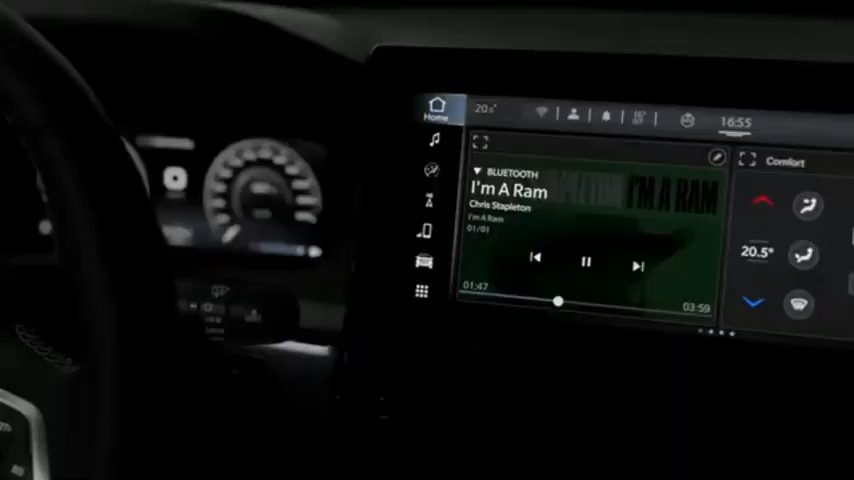 Home
20.5°
16:55
Comfort
BLUETOOTH
I'm A Ram
I'M A RAM
Chris Stapleton
I'm A Ram
01/01
20.5°
01:47
03:59